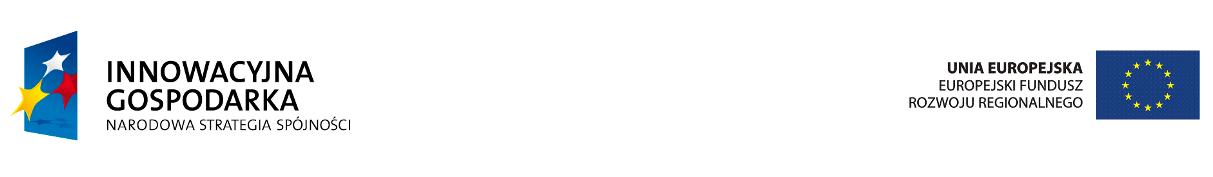 INNOWACYJNA
GOSPODARKA
NARODOWA STRATEGIA SPÓJNOŚCI
UNIA EUROPEJSKA
EUROPEJSKI FUNDUSZ
ROZWOJU REGIONALNEGO